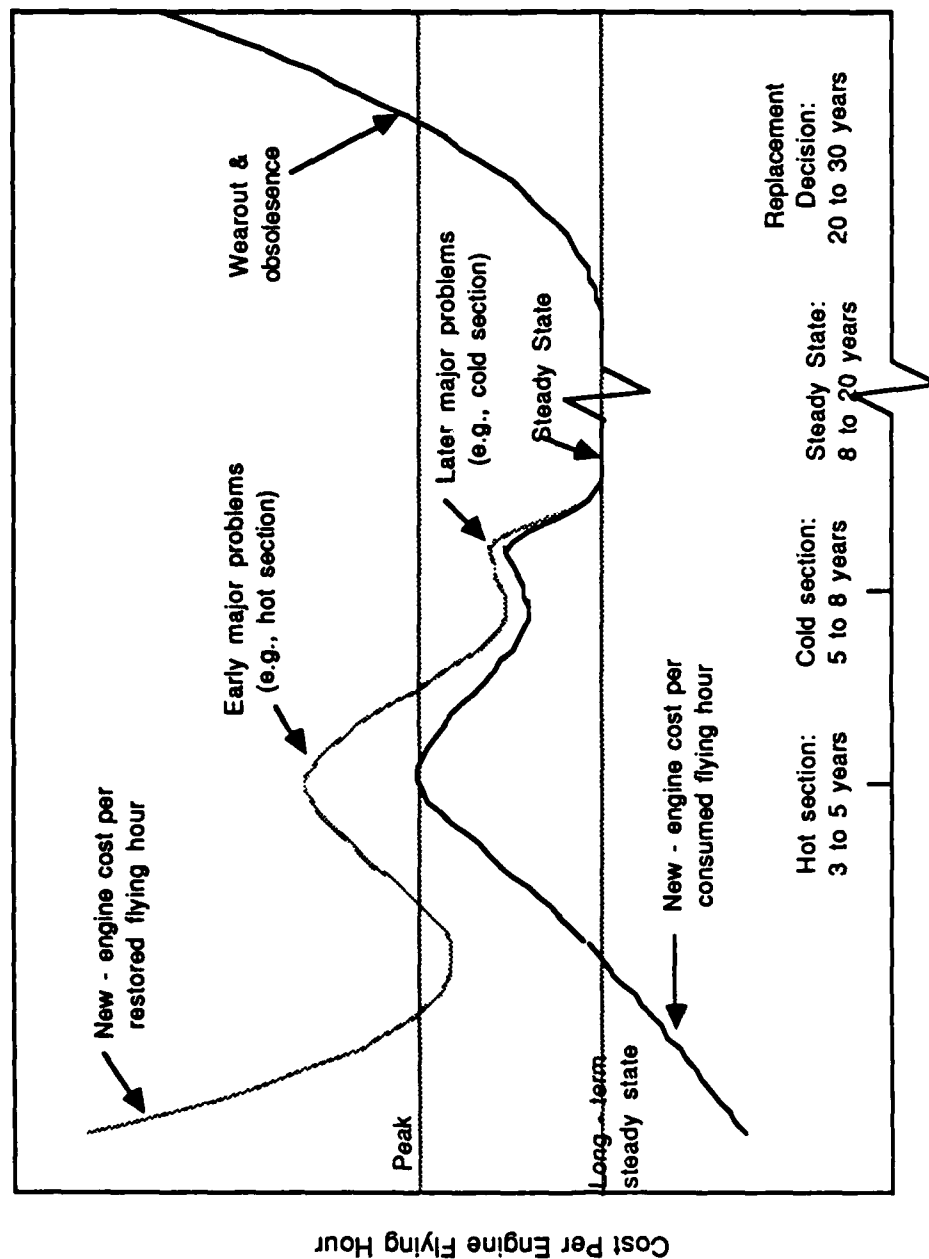 Cost Per Engine Flying Hour
New - engine cost per
restored flying hour
Early major problems
(e.g., hot section)
Wearout &
obsolesence
Later major problems
(e.g., cold section)
Peak
Steady State
Long - term
steady state
New - engine cost per
consumed flying hour
Hot section:
3 to 5 years
Cold section:
5 to 8 years
Steady State:
8 to 20 years
Replacement
Decision:
20 to 30 years